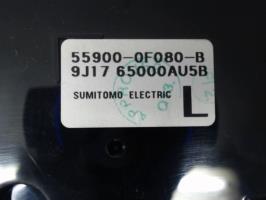 55900-0F080-B
9J17 65000AU5B
SUMITOMO ELECTRIC
L